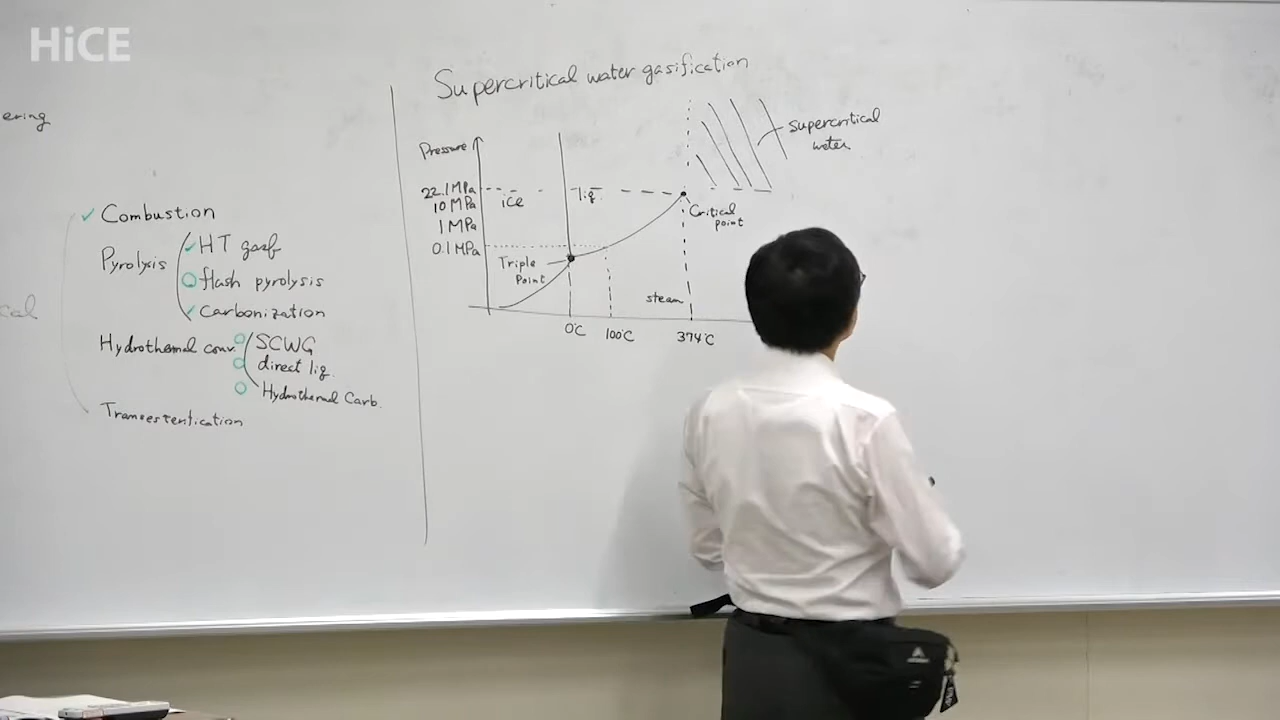 HiCE
ering
cal
✓ Combustion
Pyrolysis
✓ HT gasf
flash pyrolysis
✓ Carbonization
Hydrothermal conv.
SCWG
direct liq.
Hydrothermal Carb.
Supercritical water gasification
Pressure
22.1 MPa
10 MPa
1 MPa
0.1 MPa
ice
liq.
Triple
Point
steam
Critical
point
supercritical
water
0°C
100°C
374°C